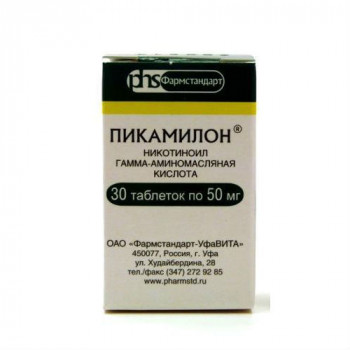 phs Фармстандарт
ПИКАМИЛОН®
НИКОТИНОИЛ
ГАММА-АМИНОМАСЛЯНАЯ
КИСЛОТА
30 таблеток по 50 мг
ОАО «Фармстандарт-УфаВИТА»
450077, Россия, г. Уфа
ул. Худайбердина, 28
тел./факс (347) 272 92 85
www.pharmstd.ru